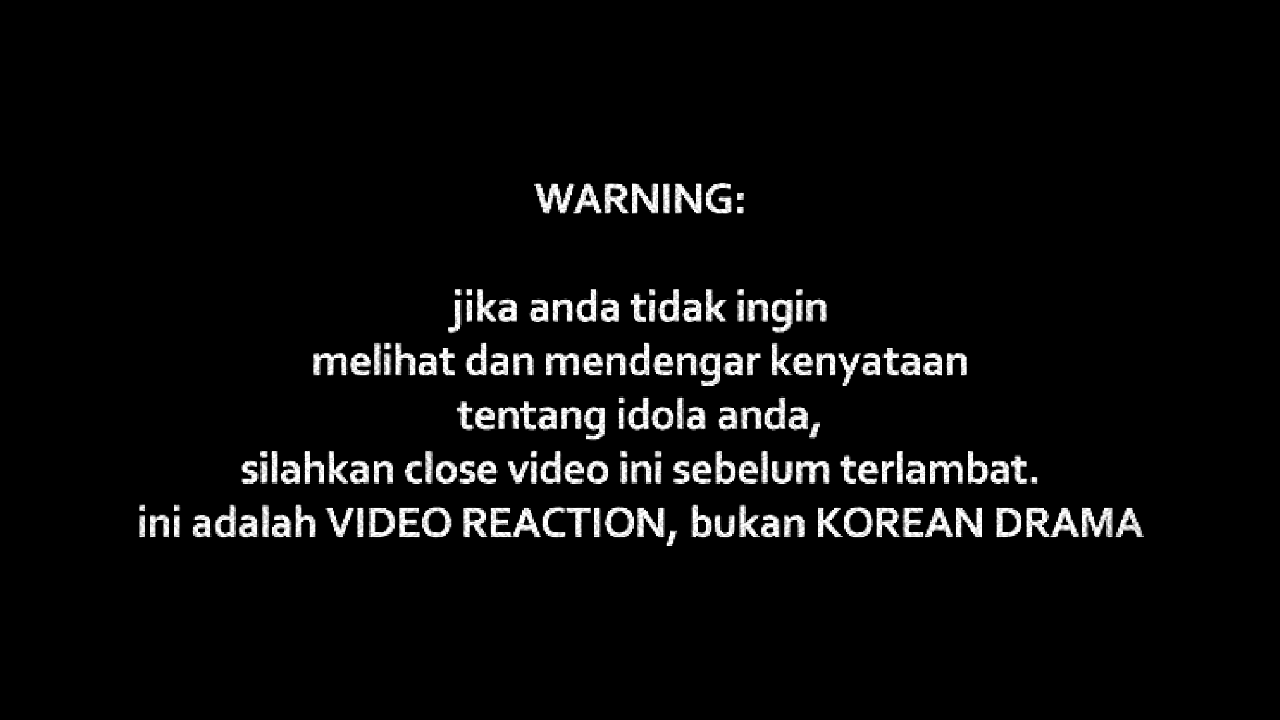 WARNING:
jika anda tidak ingin
melihat dan mendengar kenyataan
tentang idola anda,
silahkan close video ini sebelum terlambat.
ini adalah VIDEO REACTION, bukan KOREAN DRAMA